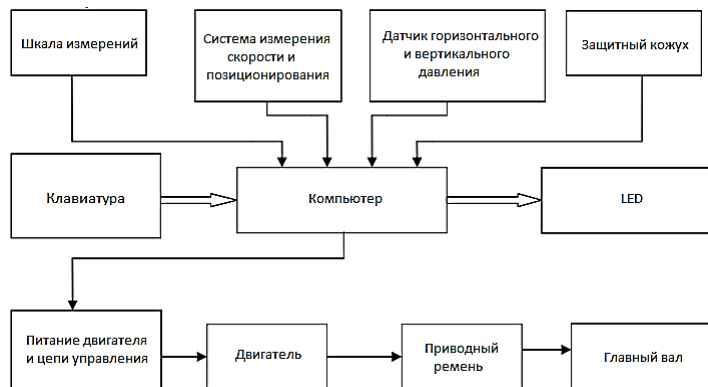 Шкала измерений
Система измерения
скорости и
позиционирования
Датчик горизонтального
и вертикального
давления
Защитный кожух
Клавиатура
Компьютер
LED
Питание двигателя
и цепи управления
Двигатель
Приводный
ремень
Главный вал